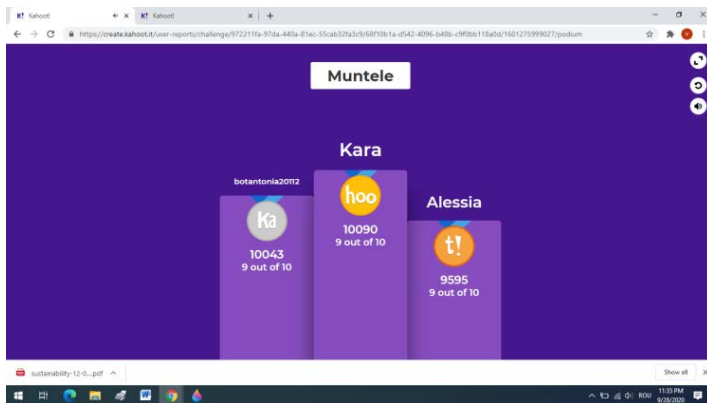 K! Kahoot!
K! Kahoot!
https://create.kahoot.it/user-reports/challenge/972211fa-97da-440a-81ec-55cab32fa3c9/68f10b1a-d542-4096-b40b-c9f0bb118a0d/1601275999027/podium
Muntele
Kara
botantonia20112
hoo
Alessia
Ka
10090
9 out of 10
t!
10043
9 out of 10
9595
9 out of 10
sustainability-12-0....pdf
Show all
ROU
11:35 PM
9/28/2020